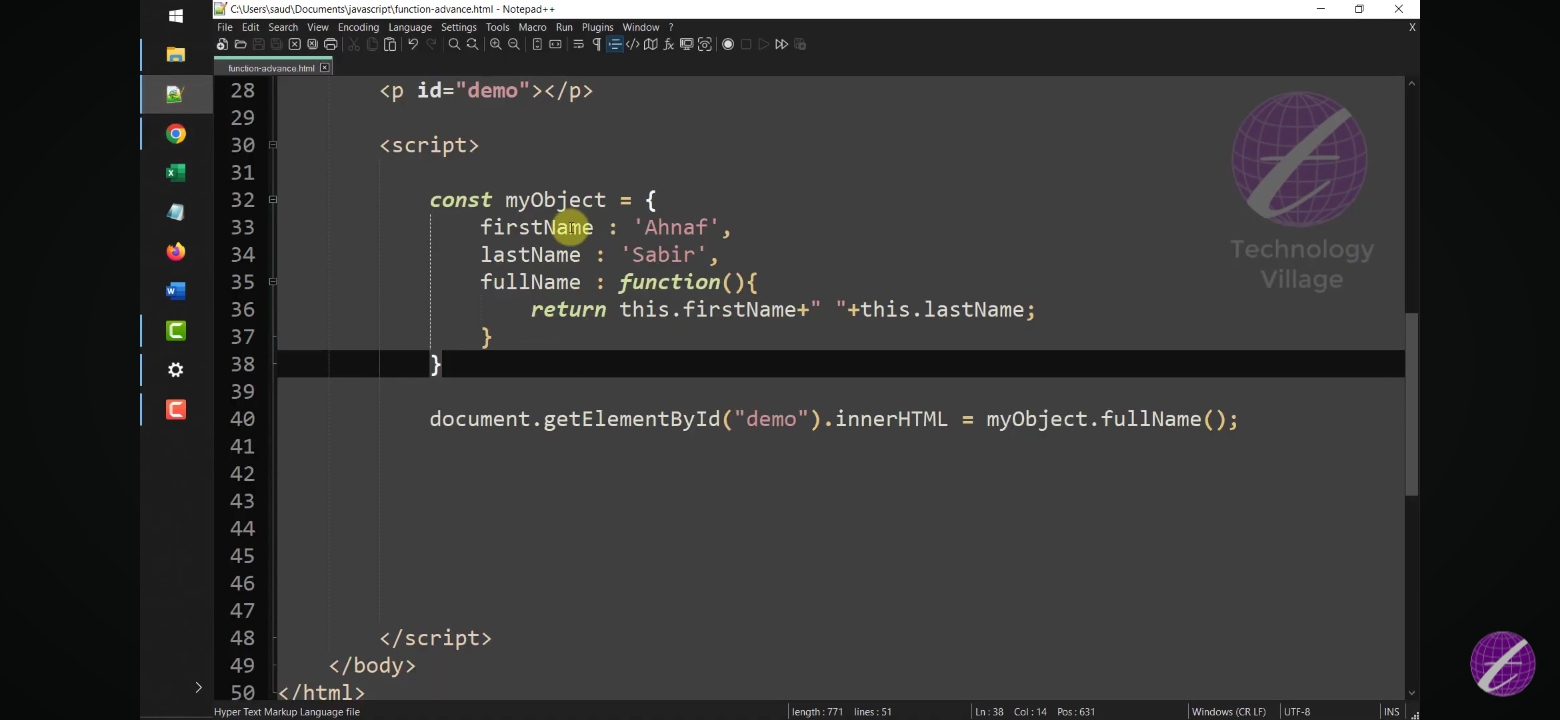 C:\Users\saud\Documents\javascript\function-advance.html - Notepad++
File Edit Search View Encoding Language Settings Tools Macro Run Plugins Window ? X
function-advance.html
28 <p id="demo"></p>
29
30 <script>
31
32 const myObject = {
33 firstName : 'Ahnaf',
34 lastName : 'Sabir',
35 fullName : function(){
36 return this.firstName+" "+this.lastName;
37 }
38 }
39
40 document.getElementById("demo").innerHTML = myObject.fullName();
41
42
43
44
45
46
47
48 </script>
49 </body>
50 </html>
Technology
Village
Hyper Text Markup Language file length : 771 lines : 51 Ln : 38 Col : 14 Pos : 631 Windows (CR LF) UTF-8 INS